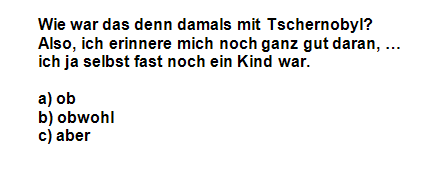 Wie war das denn damals mit Tschernobyl?
Also, ich erinnere mich noch ganz gut daran, ...
ich ja selbst fast noch ein Kind war.
a) ob
b) obwohl
c) aber